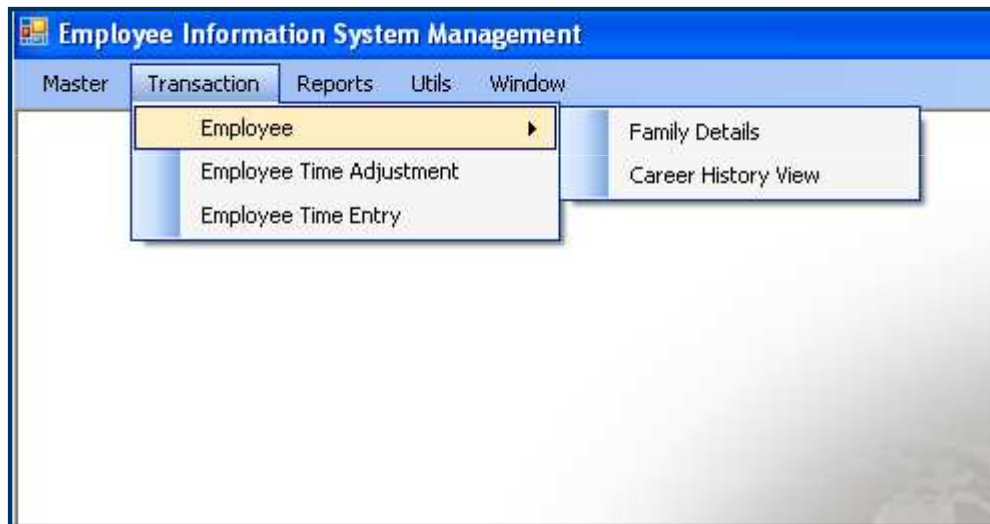 Employee Information System Management
Master Transaction Reports Utils Window
Employee
Employee Time Adjustment
Employee Time Entry
Family Details
Career History View